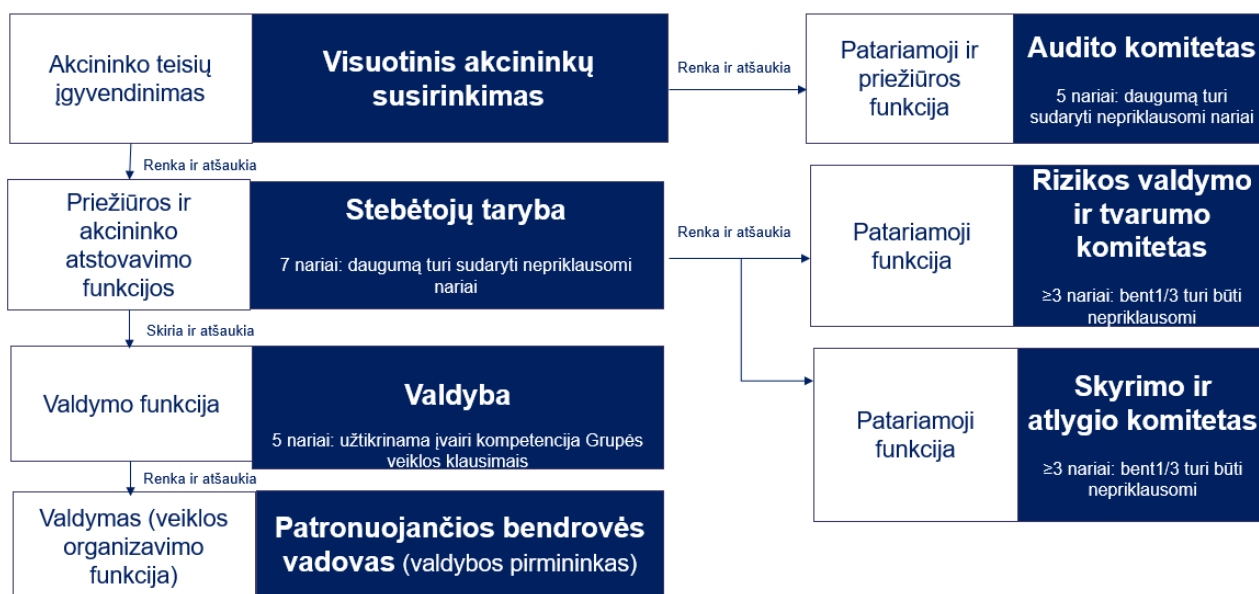 Akcininko teisių
įgyvendinimas
Visuotinis akcininkų
susirinkimas
Renka ir atšaukia
Patariamoji ir
priežiūros
funkcija
Audito komitetas
5 nariai: daugumą turi
sudaryti nepriklausomi nariai
Renka ir atšaukia
Priežiūros ir
akcininko
atstovavimo
funkcijos
Stebėtojų taryba
7 nariai: daugumą turi sudaryti nepriklausomi
nariai
Renka ir atšaukia
Patariamoji
funkcija
Rizikos valdymo
ir tvarumo
komitetas
≥3 nariai: bent1/3 turi būti
nepriklausomi
Skiria ir atšaukia
Valdymo funkcija
Valdyba
5 nariai: užtikrinama įvairi kompetencija Grupės
veiklos klausimais
Patariamoji
funkcija
Skyrimo ir
atlygio komitetas
≥3 nariai: bent1/3 turi būti
nepriklausomi
Renka ir atšaukia
Valdymas (veiklos
organizavimo
funkcija)
Patronuojančios bendrovės
vadovas (valdybos pirmininkas)